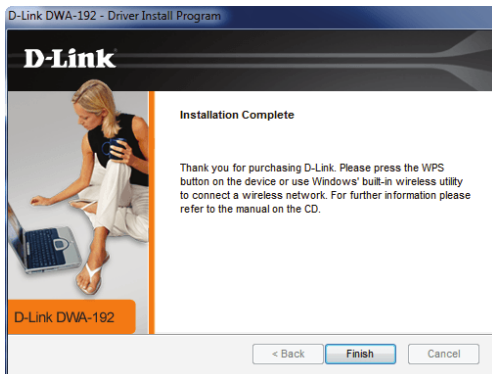 D-Link DWA-192 - Driver Install Program
D-Link
Installation Complete
Thank you for purchasing D-Link. Please press the WPS
button on the device or use Windows' built-in wireless utility
to connect a wireless network. For further information please
refer to the manual on the CD.
D-Link DWA-192
< Back Finish Cancel